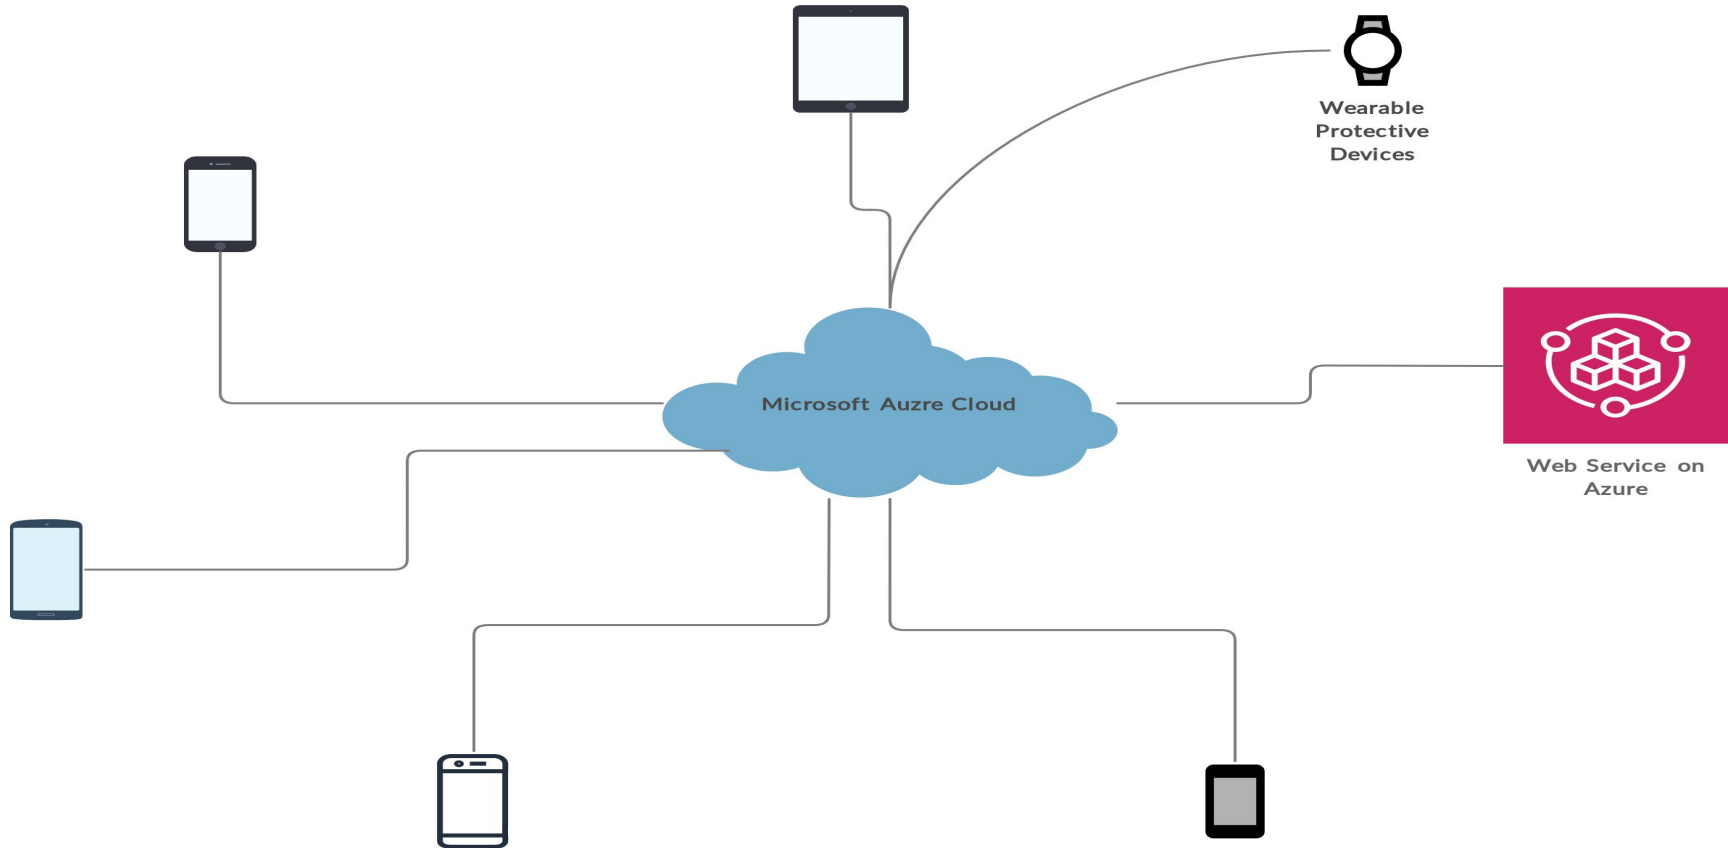 Wearable
Protective
Devices
Microsoft Auzre Cloud
Web Service on
Azure